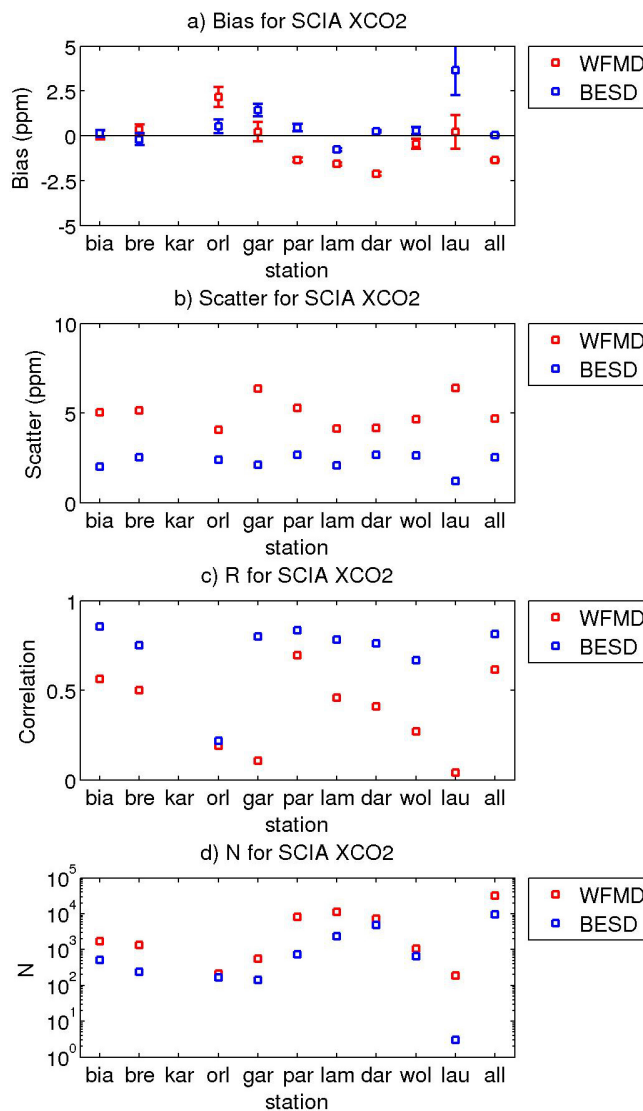 a) Bias for SCIA XCO2
5
2.5
0
-2.5
-5
Bias (ppm)
bia bre kar orl gar par lam dar wol lau all
station
WFMD
BESD
b) Scatter for SCIA XCO2
10
5
0
Scatter (ppm)
bia bre kar orl gar par lam dar wol lau all
station
WFMD
BESD
c) R for SCIA XCO2
1
0.5
0
Correlation
bia bre kar orl gar par lam dar wol lau all
station
WFMD
BESD
d) N for SCIA XCO2
10^5
10^4
10^3
10^2
10^1
10^0
N
bia bre kar orl gar par lam dar wol lau all
station
WFMD
BESD